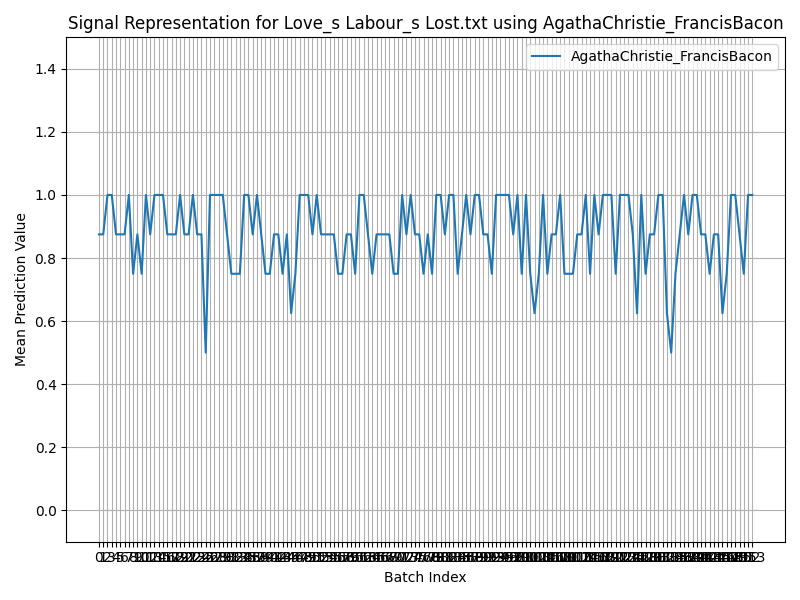 Signal Representation for Love_s Labour_s Lost.txt using AgathaChristie_FrancisBacon
AgathaChristie_FrancisBacon
1.4
1.2
1.0
0.8
0.6
0.4
0.2
0.0
Mean Prediction Value
Batch Index